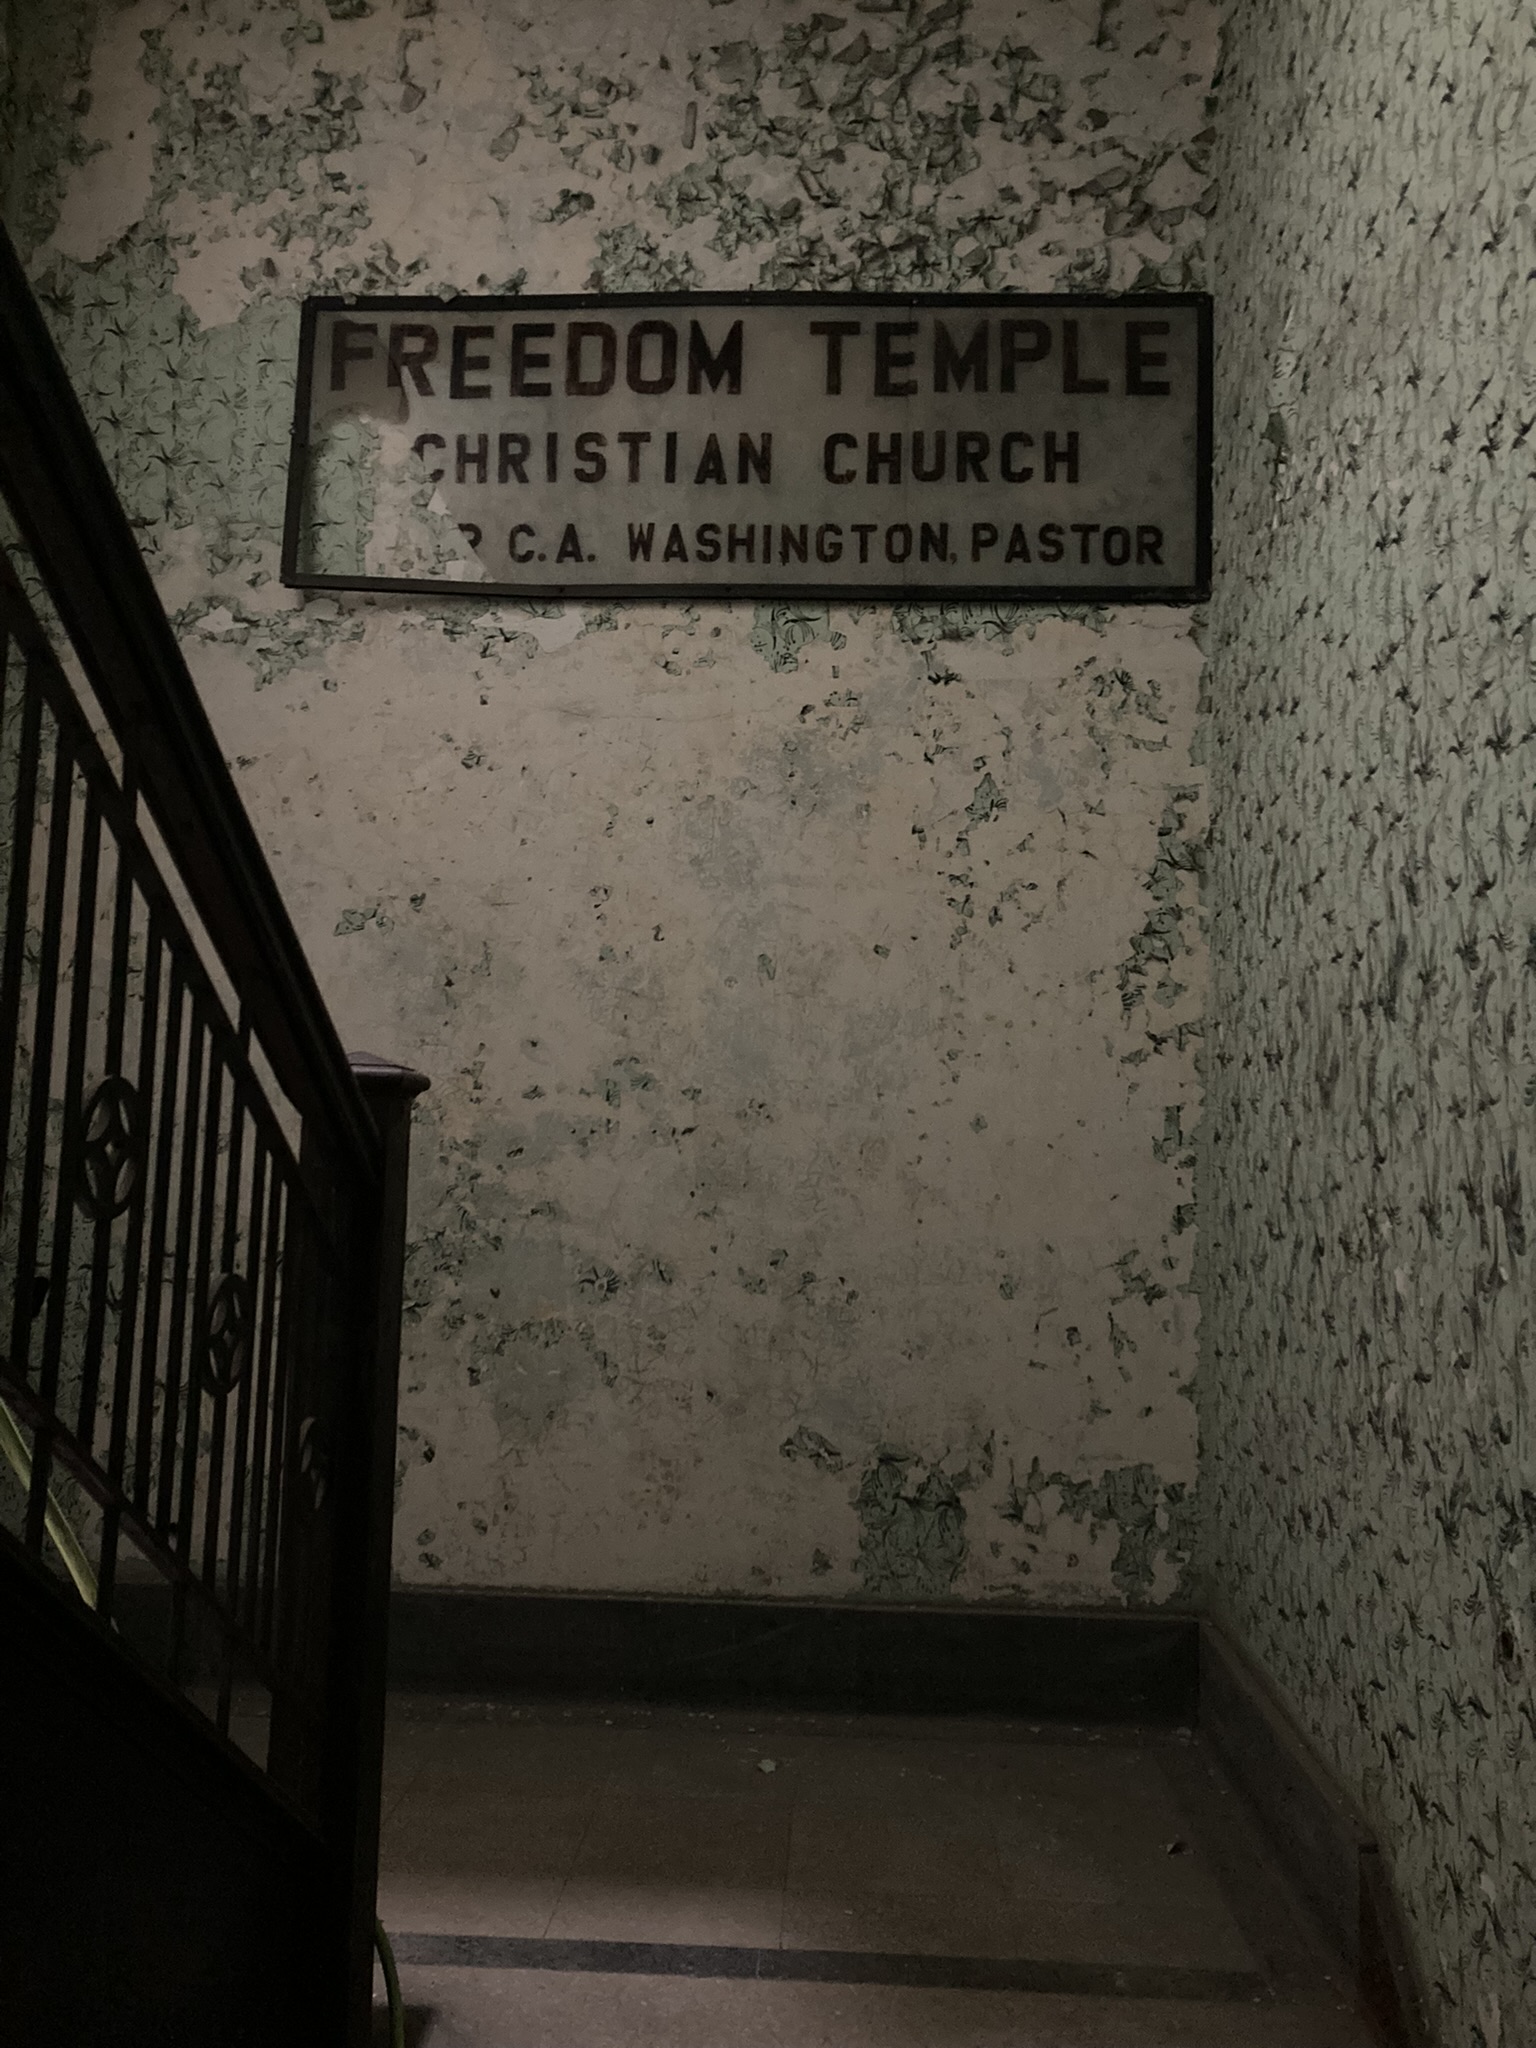 FREEDOM TEMPLE
CHRISTIAN CHURCH
C.A. WASHINGTON, PASTOR